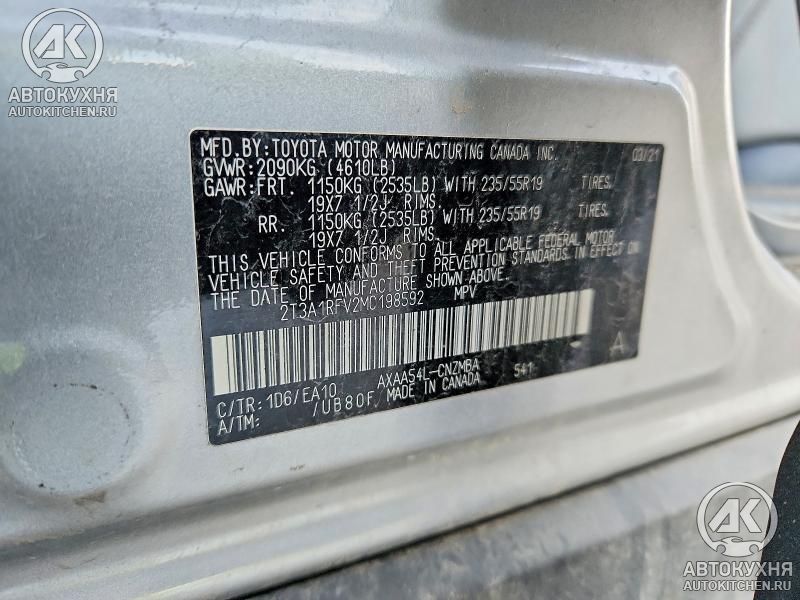 AK
АВТОКУХНЯ
AUTOKITCHEN.RU
MFD.BY:TOYOTA MOTOR MANUFACTURING CANADA INC. 03/21
GVWR:2090KG (4610LB)
GAWR:FRT. 1150KG (2535LB) WITH 235/55R19 TIRES.
19X7 1/2J RIMS.
RR. 1150KG (2535LB) WITH 235/55R19 TIRES.
19X7 1/2J RIMS.
THIS VEHICLE CONFORMS TO ALL APPLICABLE FEDERAL MOTOR
VEHICLE SAFETY AND THEFT PREVENTION STANDARDS IN EFFECT ON
THE DATE OF MANUFACTURE SHOWN ABOVE.
2T3A1RFV2MC198592 MPV
C/TR:1D6/EA10 AXAA54L-CNZMBA 541 A
A/TM: /UB80F MADE IN CANADA
AK
АВТОКУХНЯ
AUTOKITCHEN.RU